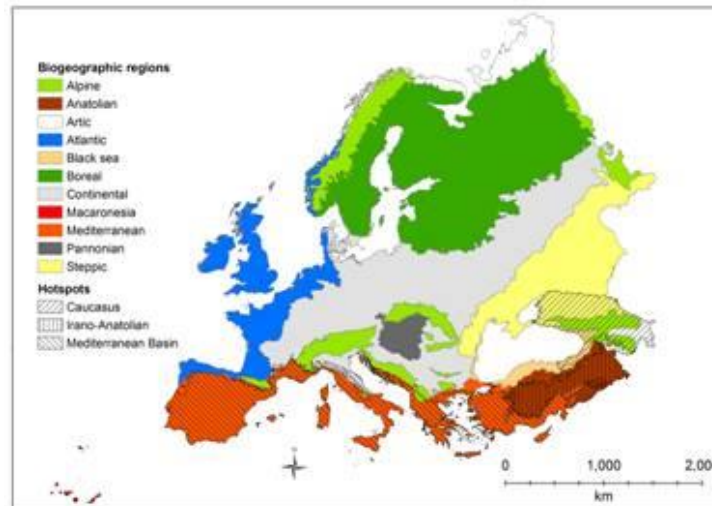 Biogeographic regions
Alpine
Anatolian
Artic
Atlantic
Black sea
Boreal
Continental
Macaronesia
Mediterranean
Pannonian
Steppic
Hotspots
Caucasus
Irano-Anatolian
Mediterranean Basin
0 1,000 2,00
km